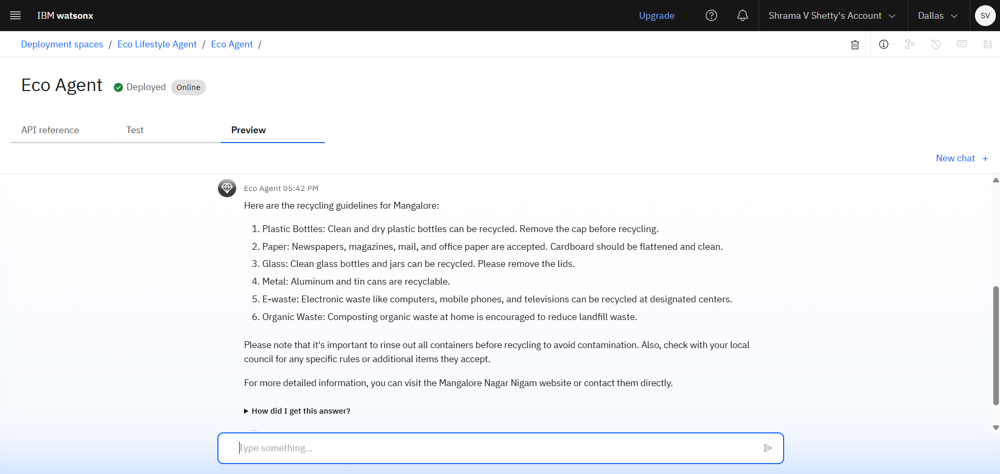 IBM watsonx
Upgrade
Shrama V Shetty's Account
Dallas
SV
Deployment spaces / Eco Lifestyle Agent / Eco Agent /
Eco Agent
Deployed
Online
API reference
Test
Preview
New chat +
Eco Agent 05:42 PM
Here are the recycling guidelines for Mangalore:
1. Plastic Bottles: Clean and dry plastic bottles can be recycled. Remove the cap before recycling.
2. Paper: Newspapers, magazines, mail, and office paper are accepted. Cardboard should be flattened and clean.
3. Glass: Clean glass bottles and jars can be recycled. Please remove the lids.
4. Metal: Aluminum and tin cans are recyclable.
5. E-waste: Electronic waste like computers, mobile phones, and televisions can be recycled at designated centers.
6. Organic Waste: Composting organic waste at home is encouraged to reduce landfill waste.
Please note that it's important to rinse out all containers before recycling to avoid contamination. Also, check with your local
council for any specific rules or additional items they accept.
For more detailed information, you can visit the Mangalore Nagar Nigam website or contact them directly.
How did I get this answer?
Type something...